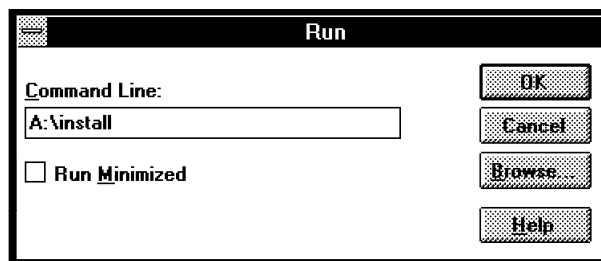 Run
Command Line:
A:\install
Run Minimized
OK
Cancel
Browse...
Help